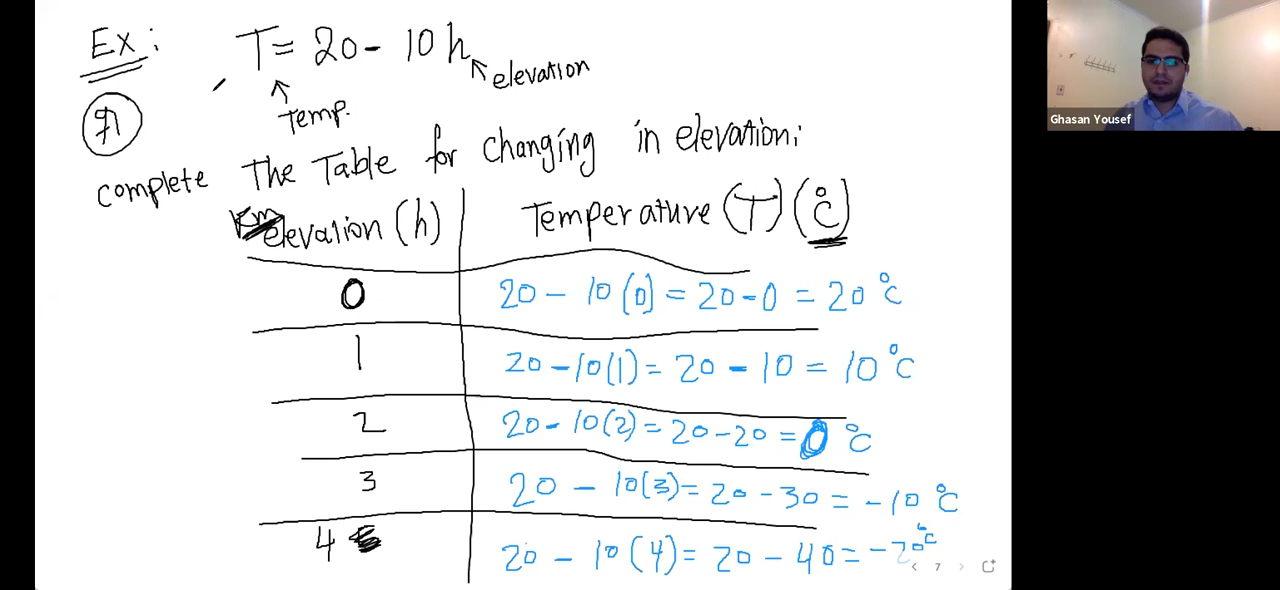 Ex: T = 20 - 10 h
elevation
Temp.
complete The Table for changing in elevation:
Km
elevation (h) Temperature (T) (°C)
0 20 - 10 (0) = 20 - 0 = 20 °C
1 20 - 10(1) = 20 - 10 = 10 °C
2 20 - 10(2) = 20 - 20 = 0 °C
3 20 - 10(3) = 20 - 30 = -10 °C
4 20 - 10 (4) = 20 - 40 = -20 °C
7
Ghasan Yousef